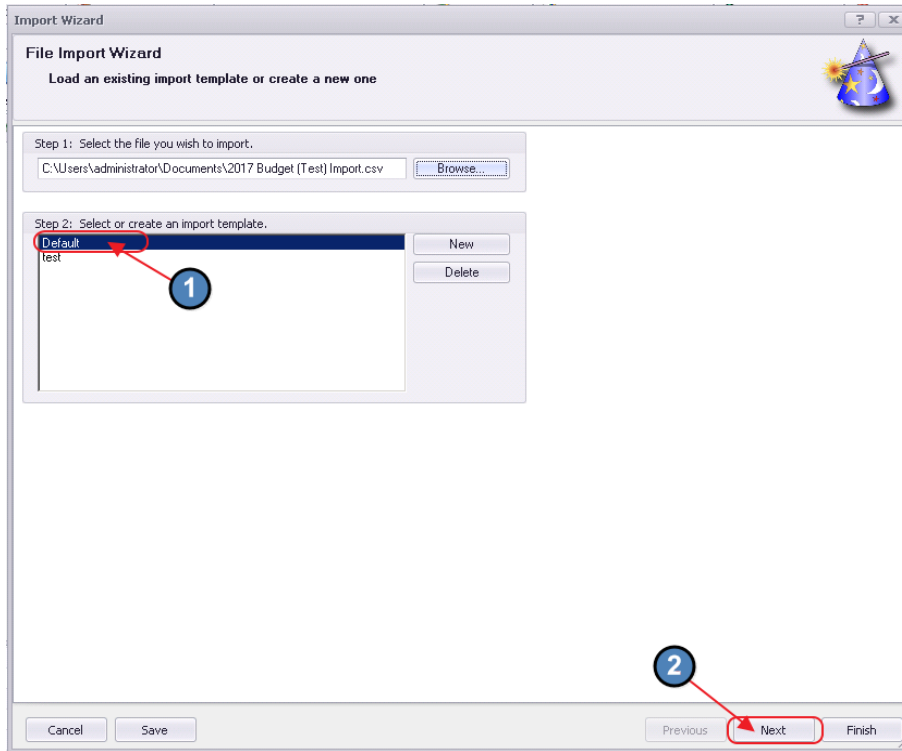 Import Wizard
? X
File Import Wizard
Load an existing import template or create a new one
Step 1: Select the file you wish to import.
C:\Users\administrator\Documents\2017 Budget (Test) Import.csv
Browse...
Step 2: Select or create an import template.
Default
New
test
Delete
1
2
Cancel
Save
Previous
Next
Finish